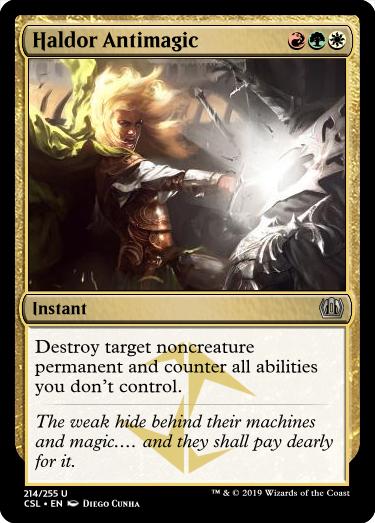 Haldor Antimagic
Instant
Destroy target noncreature
permanent and counter all abilities
you don't control.
The weak hide behind their machines
and magic.... and they shall pay dearly
for it.
214/255 U
CSL • EN Diego Cunha
™ & © 2019 Wizards of the Coast